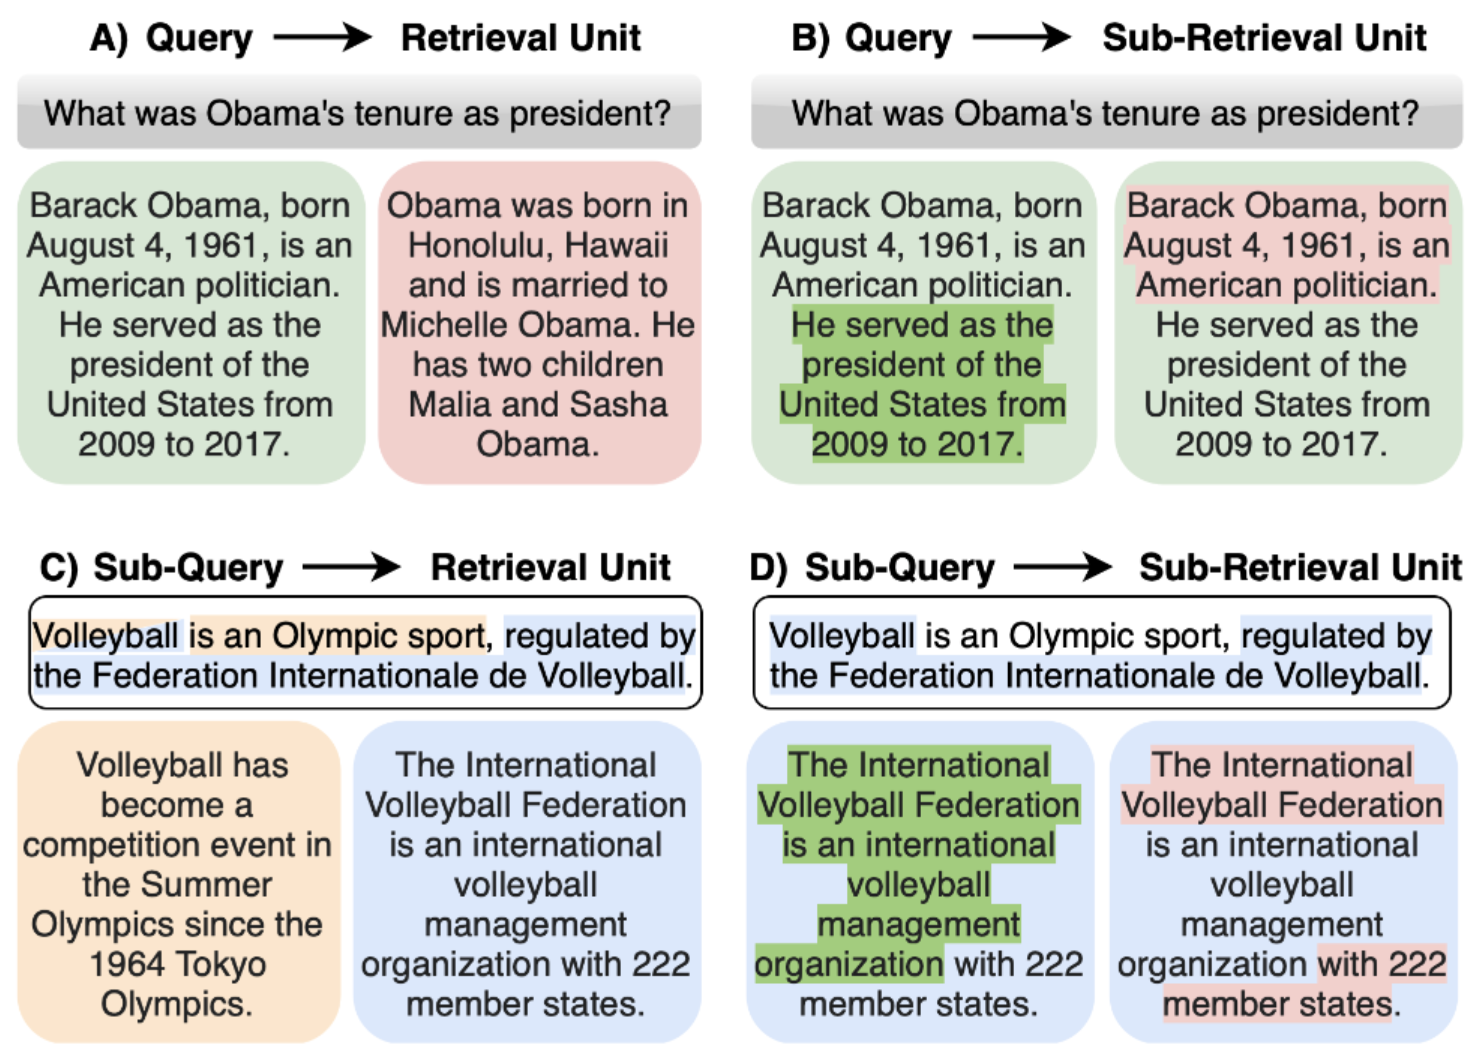 A) Query → Retrieval Unit
What was Obama's tenure as president?
Barack Obama, born
August 4, 1961, is an
American politician.
He served as the
president of the
United States from
2009 to 2017.
Obama was born in
Honolulu, Hawaii
and is married to
Michelle Obama. He
has two children
Malia and Sasha
Obama.
B) Query → Sub-Retrieval Unit
What was Obama's tenure as president?
Barack Obama, born
August 4, 1961, is an
American politician.
He served as the
president of the
United States from
2009 to 2017.
Barack Obama, born
August 4, 1961, is an
American politician.
He served as the
president of the
United States from
2009 to 2017.
C) Sub-Query → Retrieval Unit
Volleyball is an Olympic sport, regulated by
the Federation Internationale de Volleyball.
Volleyball has
become a
competition event in
the Summer
Olympics since the
1964 Tokyo
Olympics.
The International
Volleyball Federation
is an international
volleyball
management
organization with 222
member states.
D) Sub-Query → Sub-Retrieval Unit
Volleyball is an Olympic sport, regulated by
the Federation Internationale de Volleyball.
The International
Volleyball Federation
is an international
volleyball
management
organization with 222
member states.
The International
Volleyball Federation
is an international
volleyball
management
organization with 222
member states.